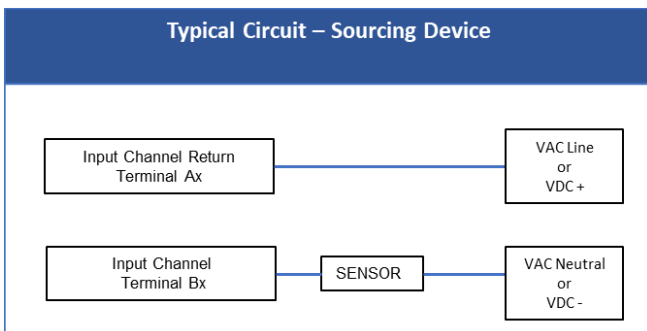 Typical Circuit – Sourcing Device
Input Channel Return
Terminal Ax
VAC Line
or
VDC +
Input Channel
Terminal Bx
SENSOR
VAC Neutral
or
VDC -